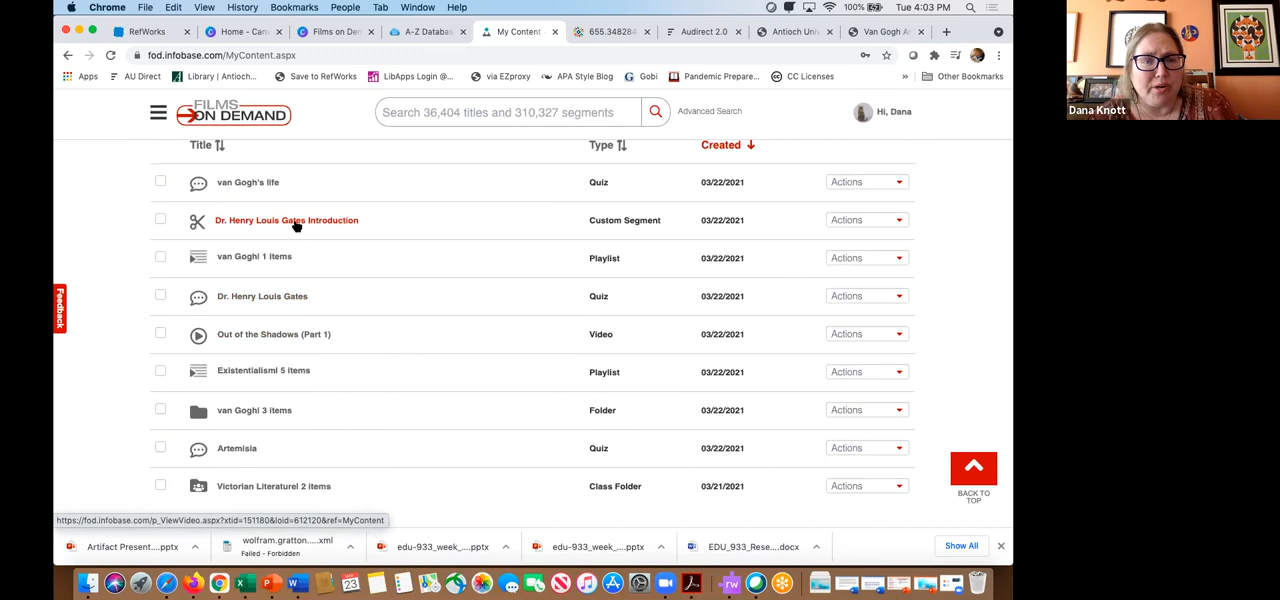 Chrome File Edit View History Bookmarks People Tab Window Help 100% Tue 4:03 PM
RefWorks Home - Can Films on Den A-Z Databas My Content 655.348284 Audirect 2.0 Antioch Uni Van Gogh A
fod.infobase.com/MyContent.aspx
Apps AU Direct Library | Antioch... Save to RefWorks LibApps Login @... via EZproxy APA Style Blog Gobi Pandemic Prepare... CC Licenses » Other Bookmarks
Dana Knott
FILMS ON DEMAND
Search 36,404 titles and 310,327 segments
Advanced Search
Hi, Dana
Title Type Created
van Gogh's life Quiz 03/22/2021 Actions
Dr. Henry Louis Gates Introduction Custom Segment 03/22/2021 Actions
van Gogh| 1 items Playlist 03/22/2021 Actions
Dr. Henry Louis Gates Quiz 03/22/2021 Actions
Feedback
Out of the Shadows (Part 1) Video 03/22/2021 Actions
Existentialism| 5 items Playlist 03/22/2021 Actions
van Gogh| 3 items Folder 03/22/2021 Actions
Artemisia Quiz 03/22/2021 Actions
Victorian Literature| 2 items Class Folder 03/21/2021 Actions
BACK TO
TOP
https://fod.infobase.com/p_ViewVideo.aspx?xtid=151180&loid=612120&ref=MyContent
Artifact Present....pptx wolfram.gratton.....xml edu-933_week_....pptx edu-933_week_....pptx EDU_933_Rese....docx Show All
Failed - Forbidden
23
rw